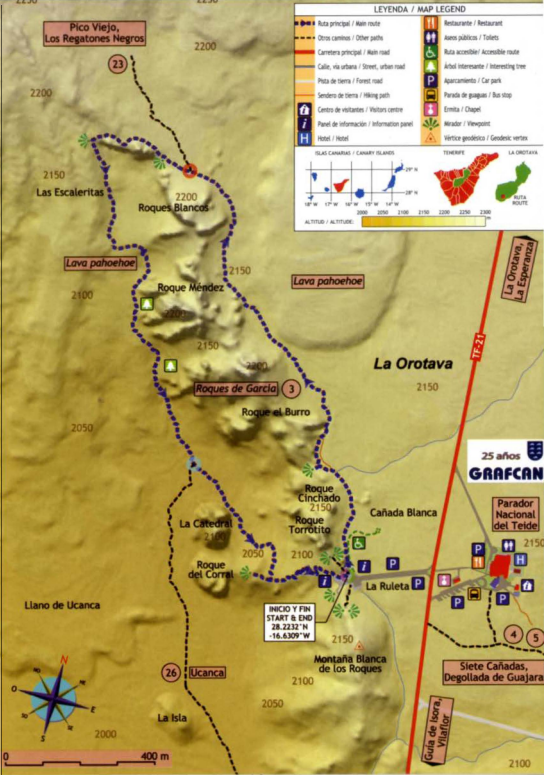 2250
2250
Pico Viejo,
Los Regatones Negros
23
2200
2200
2150
Las Escaleritas
2200
Roques Blancos
Lava pahoehoe
2150
Lava pahoehoe
2100
Roque Méndez
2200
2150
2200
La Orotava
2150
Roques de García
3
Roque el Burro
2050
Roque
Cinchado
2150
Roque
Torrotito
2100
Cañada Blanca
La Catedral
2100
2050
Roque
del Corral
La Ruleta
INICIO Y FIN
START & END
28.2232°N
-16.6309°W
Llano de Ucanca
2150
Montaña Blanca
de los Roques
2100
26
Ucanca
2050
La Isla
2000
N
E
S
O
0
400 m
LEYENDA / MAP LEGEND
Ruta principal / Main route
Otros caminos / Other paths
Carretera principal / Main road
Calle, vía urbana / Street, urban road
Pista de tierra / Forest road
Sendero de tierra / Hiking path
Centro de visitantes / Visitors centre
Panel de información / Information panel
Hotel / Hotel
Restaurante / Restaurant
Aseos públicos / Toilets
Ruta accesible/ Accessible route
Árbol interesante / Interesting tree
Aparcamiento / Car park
Parada de guaguas / Bus stop
Ermita / Chapel
Mirador / Viewpoint
Vértice geodésico / Geodesic vertex
ISLAS CANARIAS / CANARY ISLANDS
29° N
28° N
18° W 17° W 16° W 15° W 14° W
TENERIFE
LA OROTAVA
RUTA
ROUTE
ALTITUD / ALTITUDE:
2000 2050 2100 2150 2200 2250 2300
La Orotava,
La Esperanza
TF-21
25 años
GRAFCAN
Parador
Nacional
del Teide
2150
P
P
P
P
P
P
H
i
i
i
4
5
Siete Cañadas,
Degollada de Guajara
Guía de Isora,
Vilaflor
2100